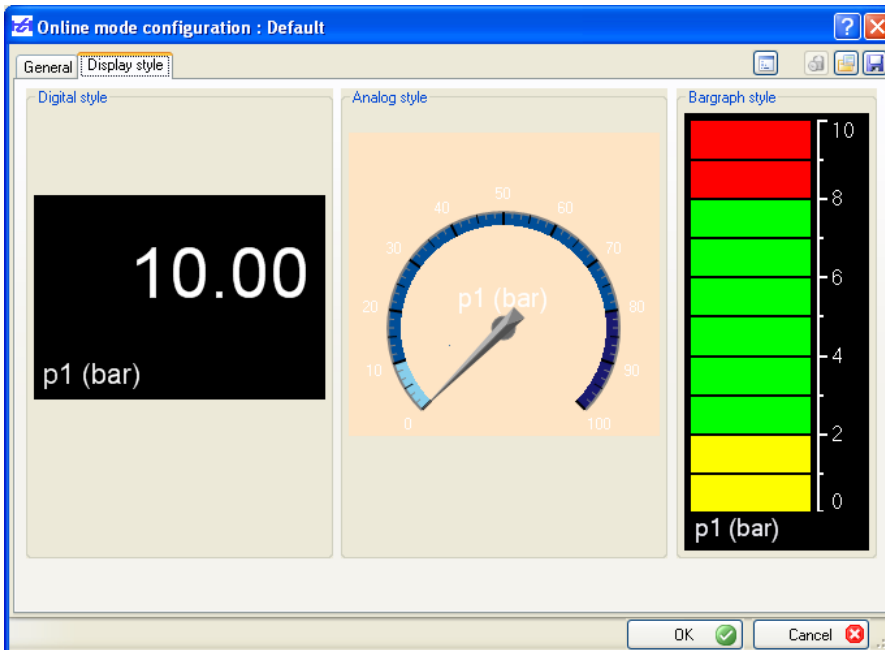 Online mode configuration : Default
General
Display style
Digital style
10.00
p1 (bar)
Analog style
0
10
20
30
40
50
60
70
80
90
100
p1 (bar)
Bargraph style
10
8
6
4
2
0
p1 (bar)
OK
Cancel